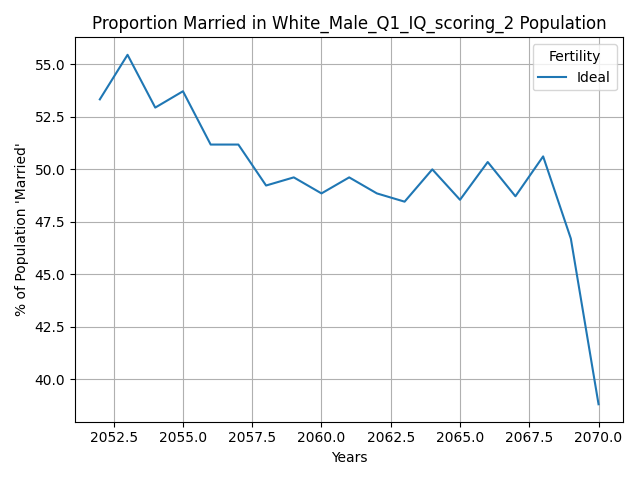 Proportion Married in White_Male_Q1_IQ_scoring_2 Population
Fertility
Ideal
% of Population 'Married'
55.0
52.5
50.0
47.5
45.0
42.5
40.0
2052.5 2055.0 2057.5 2060.0 2062.5 2065.0 2067.5 2070.0
Years